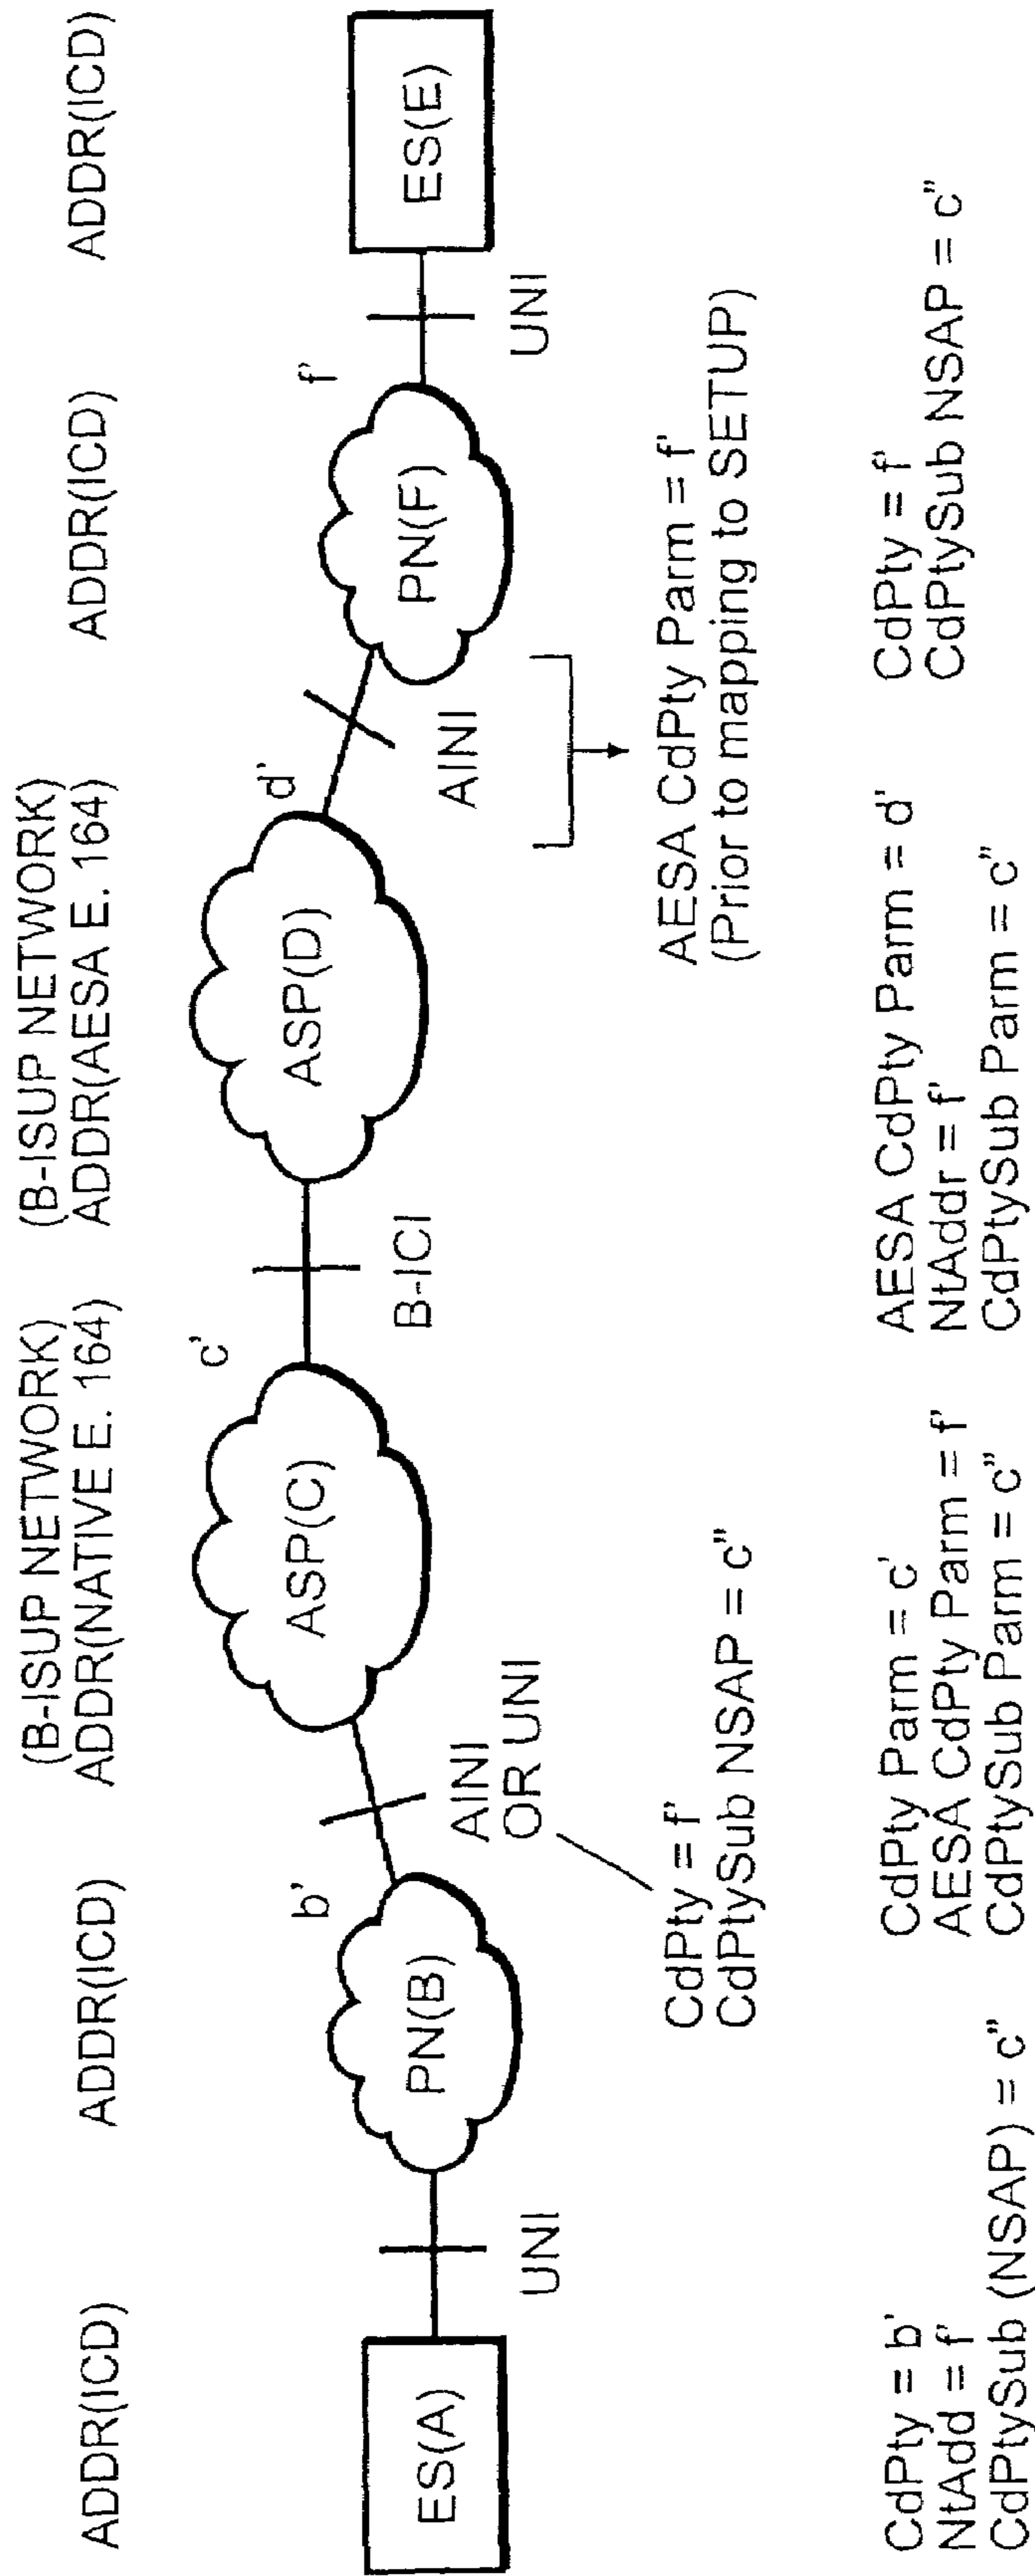 ADDR(ICD)
ADDR(ICD)
(B-ISUP NETWORK)
ADDR(NATIVE E. 164)
(B-ISUP NETWORK)
ADDR(AESA E. 164)
ADDR(ICD)
ADDR(ICD)
ES(A)
UNI
PN(B)
b'
AINI
OR UNI
ASP(C)
c'
B-ICI
ASP(D)
d'
AINI
PN(F)
f'
UNI
ES(E)
CdPty = f'
CdPtySub NSAP = c"
AESA CdPty Parm = f'
(Prior to mapping to SETUP)
CdPty = b'
NtAdd = f'
CdPtySub (NSAP) = c"
CdPty Parm = c'
AESA CdPty Parm = f'
CdPtySub Parm = c"
AESA CdPty Parm = d'
NtAddr = f'
CdPtySub Parm = c"
CdPty = f'
CdPtySub NSAP = c"